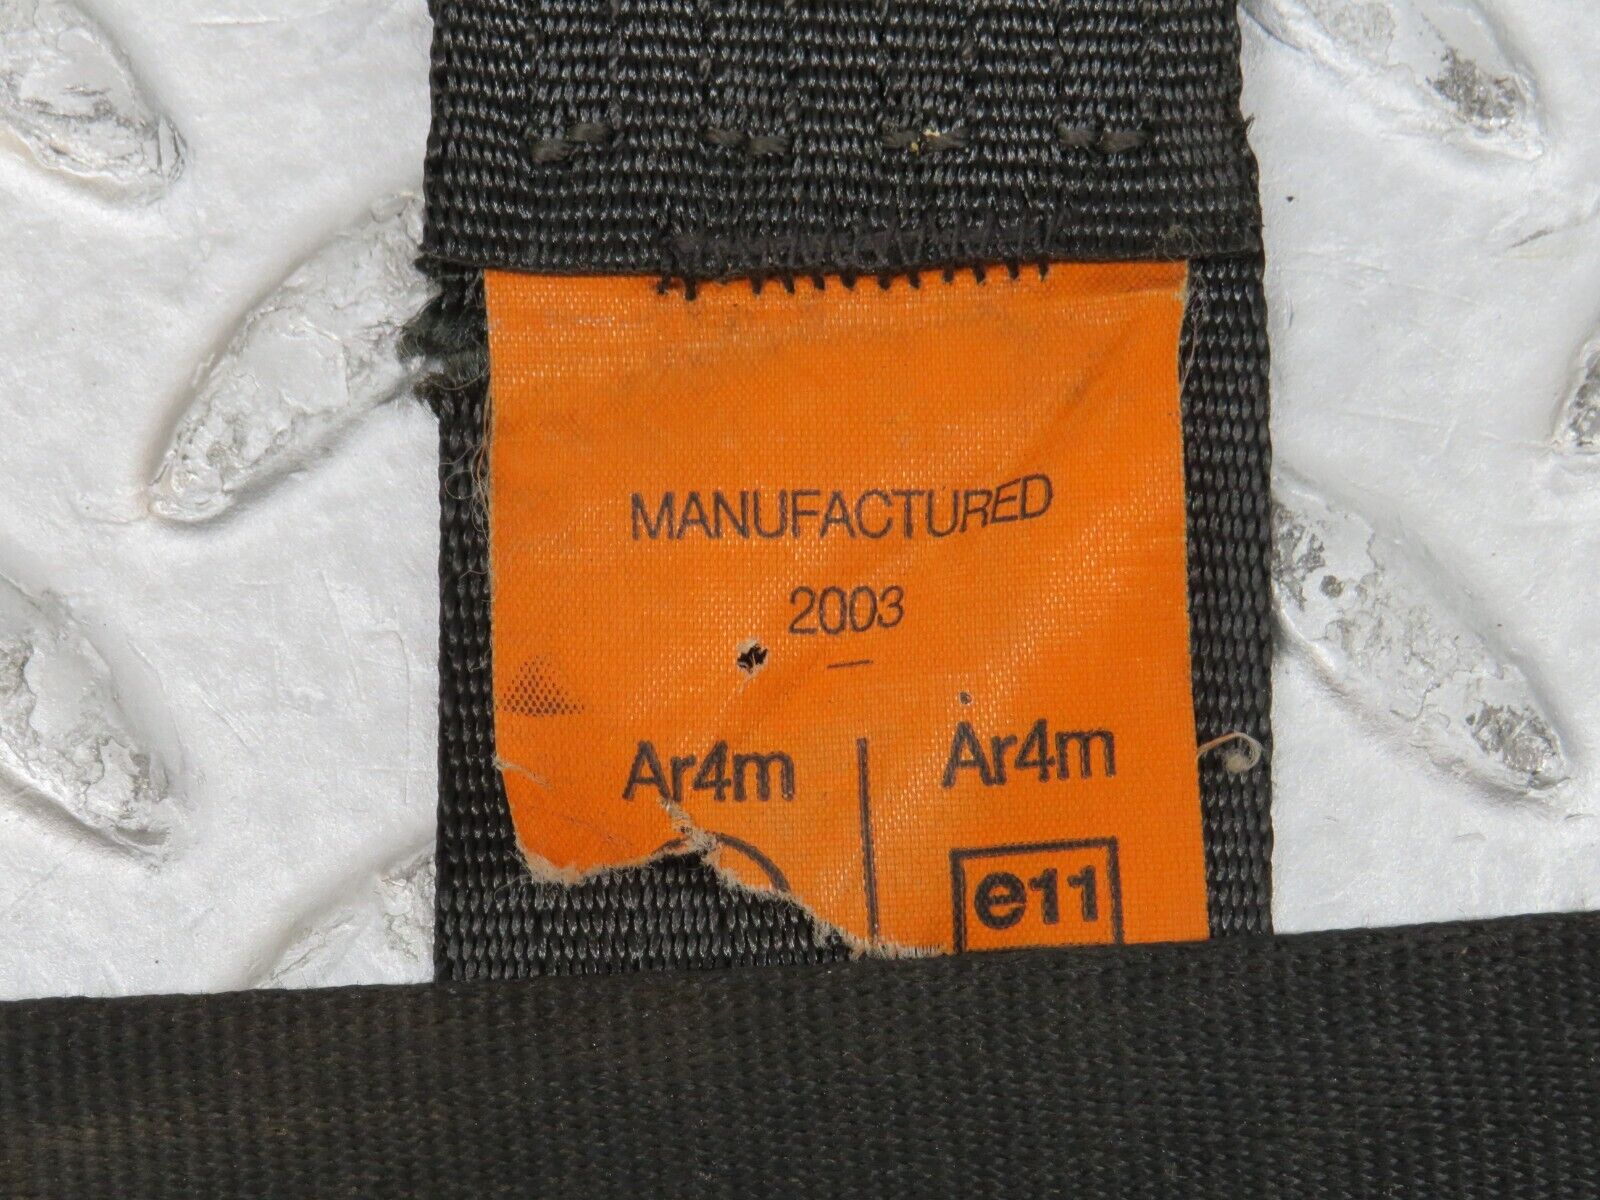 MANUFACTURED
2003
Ar4m Ar4m
e11